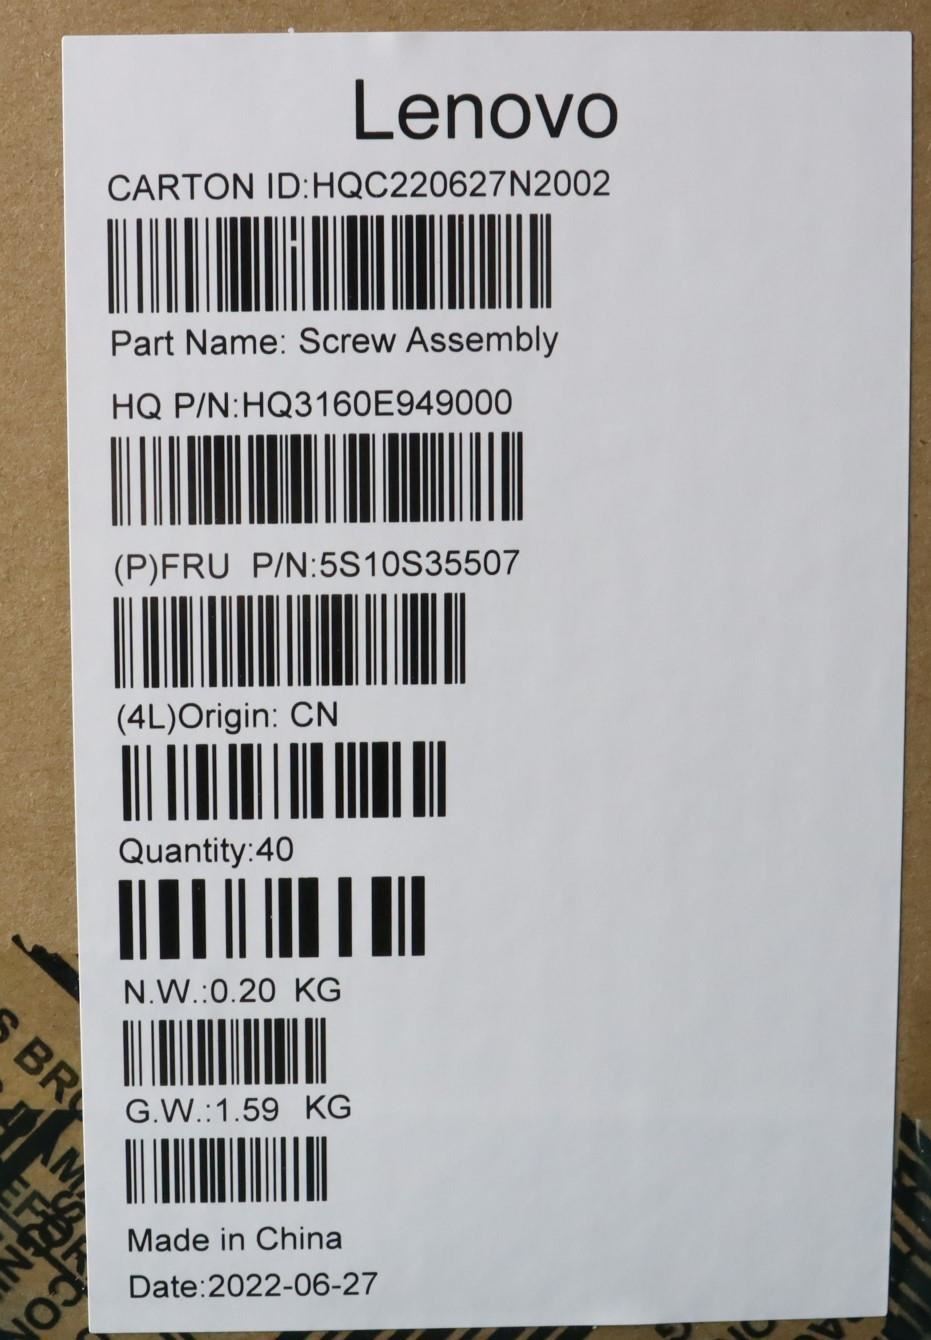 Lenovo
CARTON ID:HQC220627N2002
Part Name: Screw Assembly
HQ P/N:HQ3160E949000
(P)FRU P/N:5S10S35507
(4L)Origin: CN
Quantity:40
N.W.:0.20 KG
G.W.:1.59 KG
Made in China
Date:2022-06-27